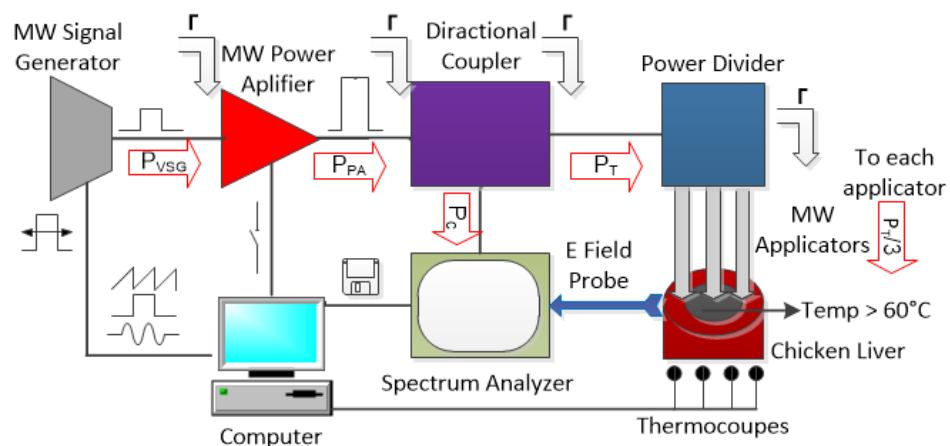 MW Signal
Generator
Γ
MW Power
Aplifier
Γ
Directional
Coupler
Γ
Power Divider
Γ
P_VSG
P_PA
P_T
P_C
To each
applicator
P_T/3
MW
Applicators
E Field
Probe
Temp > 60°C
Chicken Liver
Spectrum Analyzer
Thermocoupes
Computer